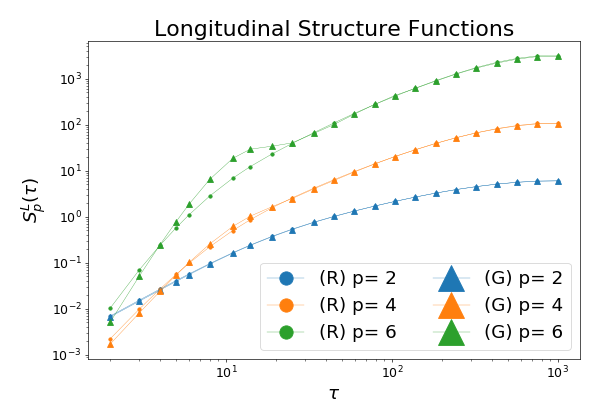 Longitudinal Structure Functions
S_p^L(τ)
10^3
10^2
10^1
10^0
10^−1
10^−2
10^−3
(R) p= 2 (G) p= 2
(R) p= 4 (G) p= 4
(R) p= 6 (G) p= 6
10^1 10^2 10^3
τ